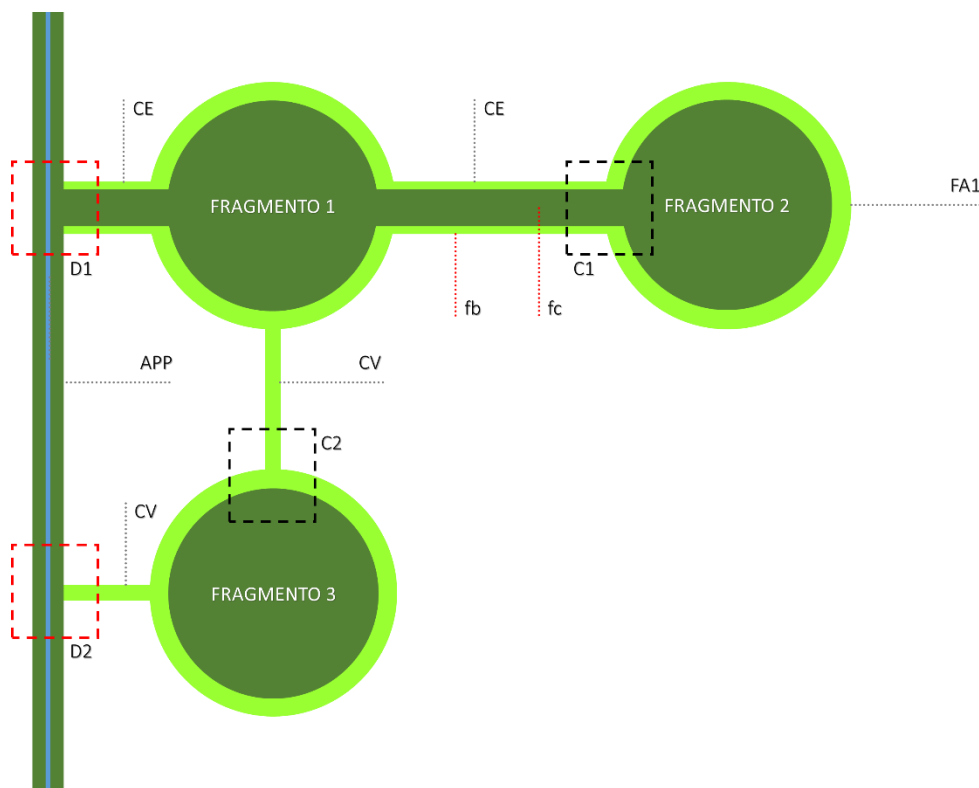 CE
CE
FA1
FRAGMENTO 1
FRAGMENTO 2
D1
C1
fb
fc
APP
CV
C2
CV
FRAGMENTO 3
D2